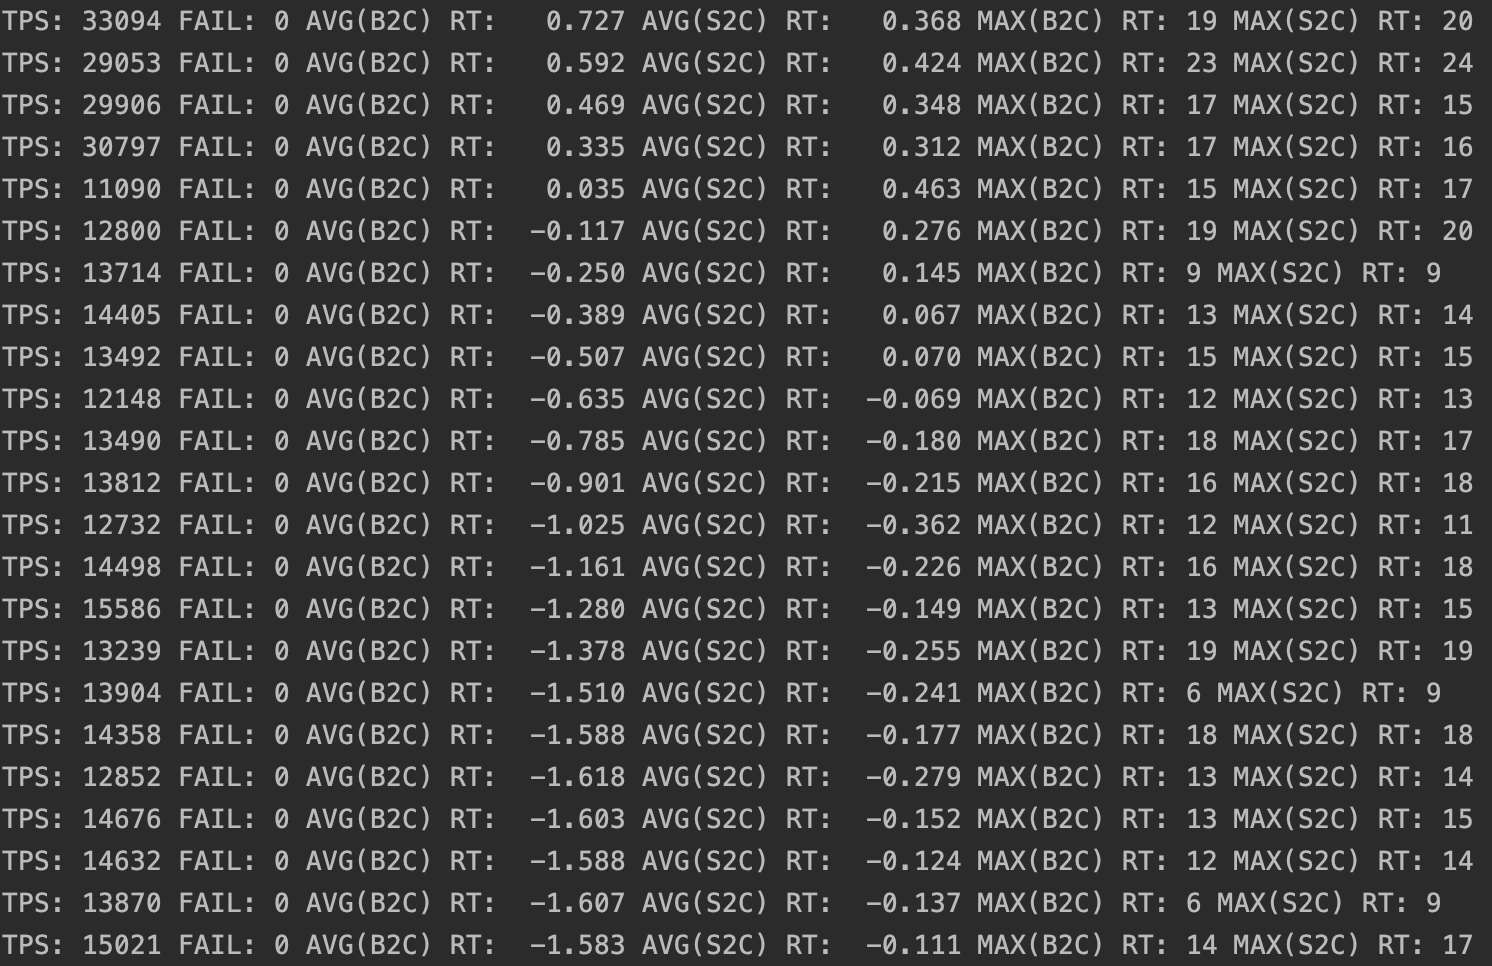 TPS: 33094 FAIL: 0 AVG(B2C) RT:   0.727 AVG(S2C) RT:   0.368 MAX(B2C) RT: 19 MAX(S2C) RT: 20
TPS: 29053 FAIL: 0 AVG(B2C) RT:   0.592 AVG(S2C) RT:   0.424 MAX(B2C) RT: 23 MAX(S2C) RT: 24
TPS: 29906 FAIL: 0 AVG(B2C) RT:   0.469 AVG(S2C) RT:   0.348 MAX(B2C) RT: 17 MAX(S2C) RT: 15
TPS: 30797 FAIL: 0 AVG(B2C) RT:   0.335 AVG(S2C) RT:   0.312 MAX(B2C) RT: 17 MAX(S2C) RT: 16
TPS: 11090 FAIL: 0 AVG(B2C) RT:   0.035 AVG(S2C) RT:   0.463 MAX(B2C) RT: 15 MAX(S2C) RT: 17
TPS: 12800 FAIL: 0 AVG(B2C) RT:  -0.117 AVG(S2C) RT:   0.276 MAX(B2C) RT: 19 MAX(S2C) RT: 20
TPS: 13714 FAIL: 0 AVG(B2C) RT:  -0.250 AVG(S2C) RT:   0.145 MAX(B2C) RT: 9 MAX(S2C) RT: 9
TPS: 14405 FAIL: 0 AVG(B2C) RT:  -0.389 AVG(S2C) RT:   0.067 MAX(B2C) RT: 13 MAX(S2C) RT: 14
TPS: 13492 FAIL: 0 AVG(B2C) RT:  -0.507 AVG(S2C) RT:   0.070 MAX(B2C) RT: 15 MAX(S2C) RT: 15
TPS: 12148 FAIL: 0 AVG(B2C) RT:  -0.635 AVG(S2C) RT:  -0.069 MAX(B2C) RT: 12 MAX(S2C) RT: 13
TPS: 13490 FAIL: 0 AVG(B2C) RT:  -0.785 AVG(S2C) RT:  -0.180 MAX(B2C) RT: 18 MAX(S2C) RT: 17
TPS: 13812 FAIL: 0 AVG(B2C) RT:  -0.901 AVG(S2C) RT:  -0.215 MAX(B2C) RT: 16 MAX(S2C) RT: 18
TPS: 12732 FAIL: 0 AVG(B2C) RT:  -1.025 AVG(S2C) RT:  -0.362 MAX(B2C) RT: 12 MAX(S2C) RT: 11
TPS: 14498 FAIL: 0 AVG(B2C) RT:  -1.161 AVG(S2C) RT:  -0.226 MAX(B2C) RT: 16 MAX(S2C) RT: 18
TPS: 15586 FAIL: 0 AVG(B2C) RT:  -1.280 AVG(S2C) RT:  -0.149 MAX(B2C) RT: 13 MAX(S2C) RT: 15
TPS: 13239 FAIL: 0 AVG(B2C) RT:  -1.378 AVG(S2C) RT:  -0.255 MAX(B2C) RT: 19 MAX(S2C) RT: 19
TPS: 13904 FAIL: 0 AVG(B2C) RT:  -1.510 AVG(S2C) RT:  -0.241 MAX(B2C) RT: 6 MAX(S2C) RT: 9
TPS: 14358 FAIL: 0 AVG(B2C) RT:  -1.588 AVG(S2C) RT:  -0.177 MAX(B2C) RT: 18 MAX(S2C) RT: 18
TPS: 12852 FAIL: 0 AVG(B2C) RT:  -1.618 AVG(S2C) RT:  -0.279 MAX(B2C) RT: 13 MAX(S2C) RT: 14
TPS: 14676 FAIL: 0 AVG(B2C) RT:  -1.603 AVG(S2C) RT:  -0.152 MAX(B2C) RT: 13 MAX(S2C) RT: 15
TPS: 14632 FAIL: 0 AVG(B2C) RT:  -1.588 AVG(S2C) RT:  -0.124 MAX(B2C) RT: 12 MAX(S2C) RT: 14
TPS: 13870 FAIL: 0 AVG(B2C) RT:  -1.607 AVG(S2C) RT:  -0.137 MAX(B2C) RT: 6 MAX(S2C) RT: 9
TPS: 15021 FAIL: 0 AVG(B2C) RT:  -1.583 AVG(S2C) RT:  -0.111 MAX(B2C) RT: 14 MAX(S2C) RT: 17